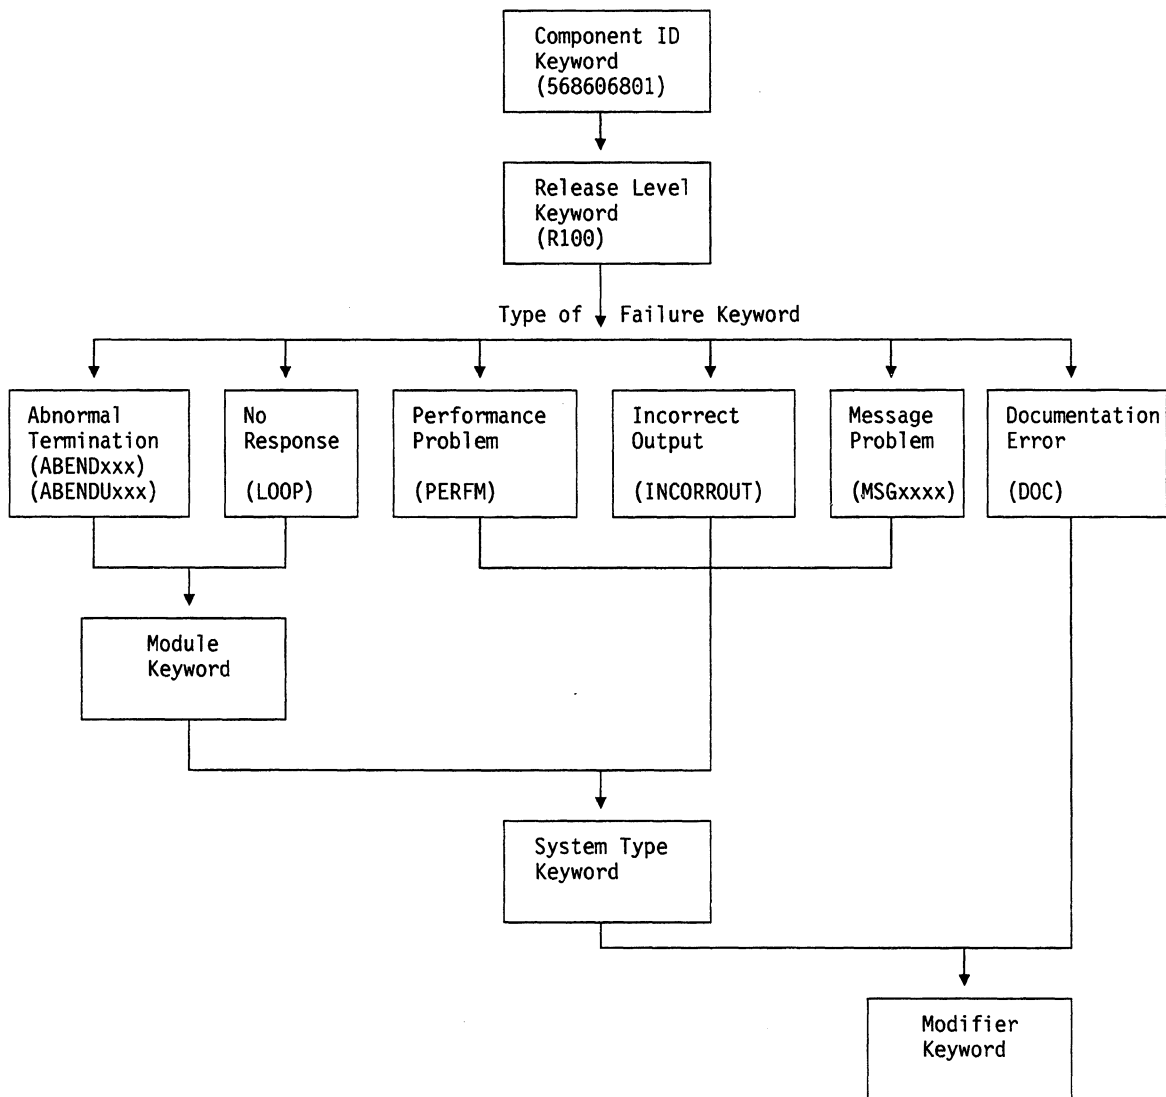 Component ID
Keyword
(568606801)
Release Level
Keyword
(R100)
Type of Failure Keyword
Abnormal
Termination
(ABENDxxx)
(ABENDUxxx)
No
Response
(LOOP)
Performance
Problem
(PERFM)
Incorrect
Output
(INCORROUT)
Message
Problem
(MSGxxxx)
Documentation
Error
(DOC)
Module
Keyword
System Type
Keyword
Modifier
Keyword